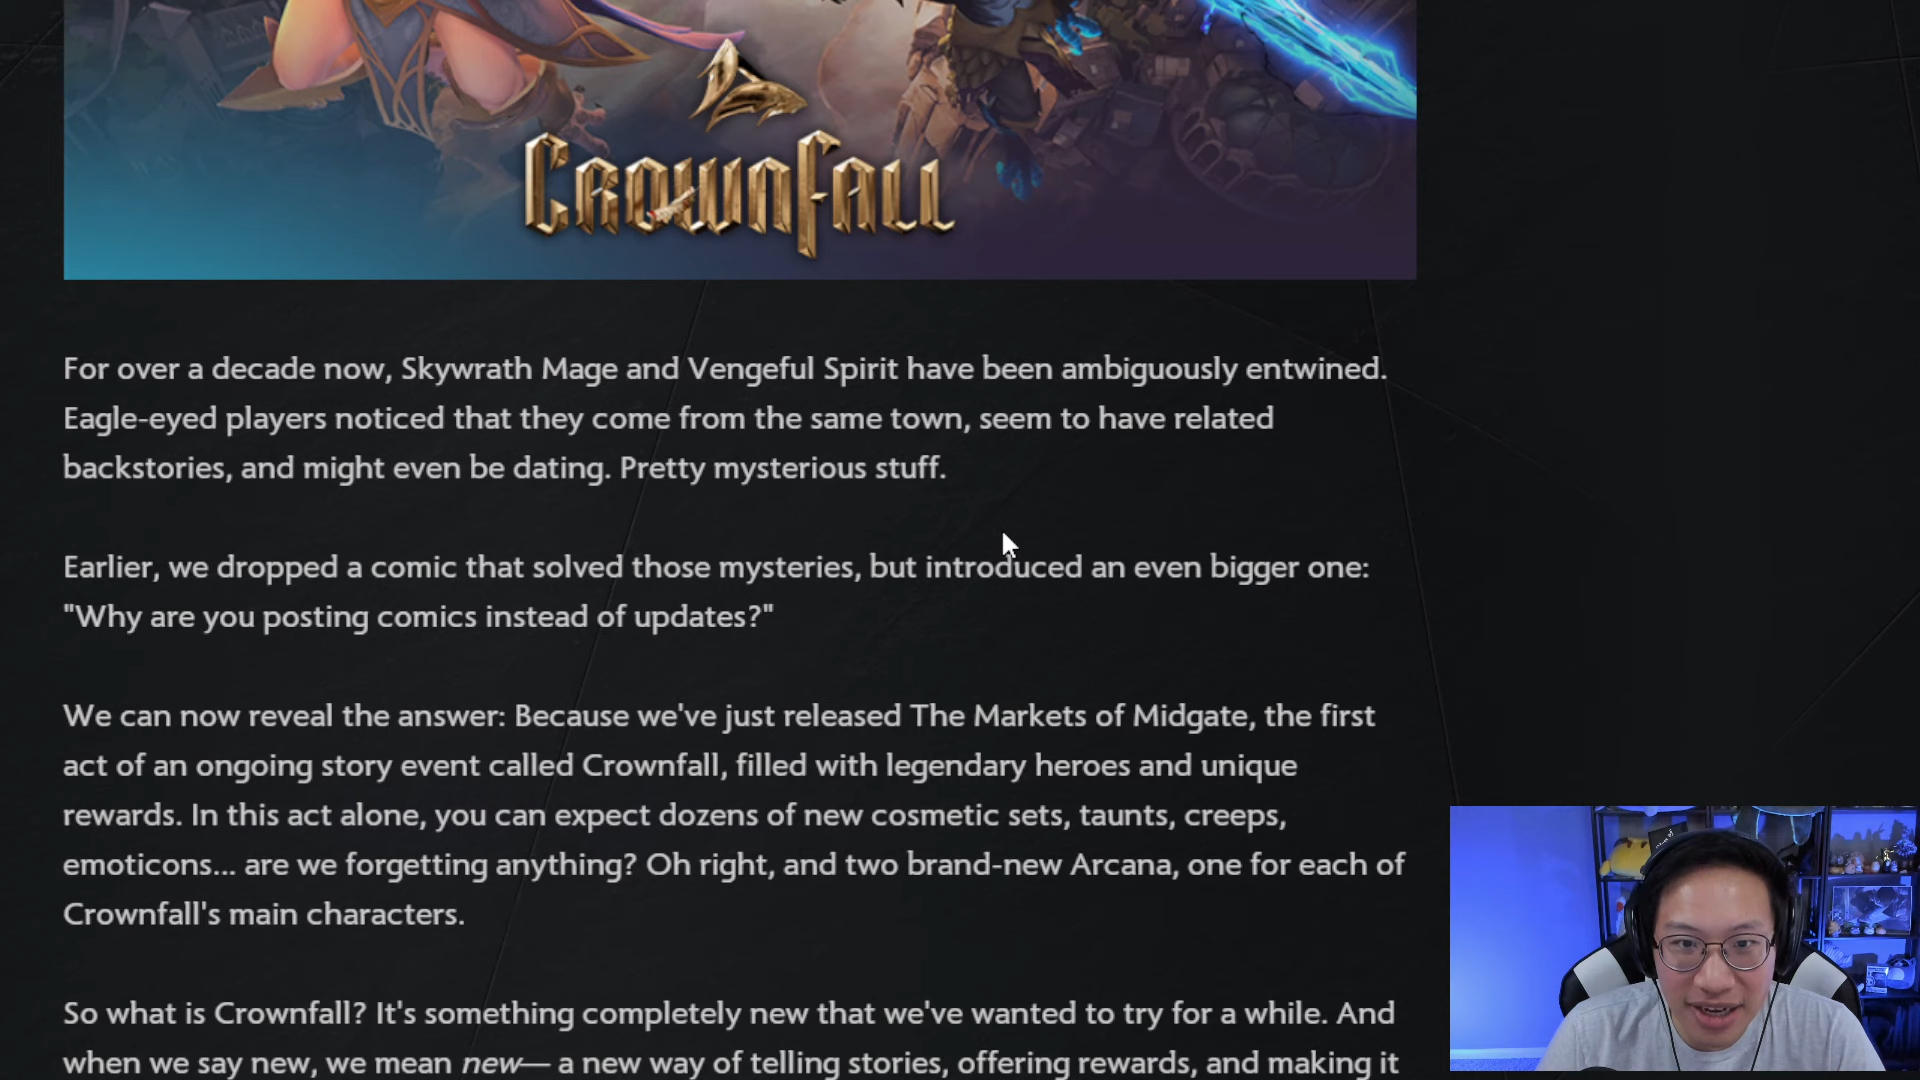 CROWNFALL
For over a decade now, Skywrath Mage and Vengeful Spirit have been ambiguously entwined.
Eagle-eyed players noticed that they come from the same town, seem to have related
backstories, and might even be dating. Pretty mysterious stuff.
Earlier, we dropped a comic that solved those mysteries, but introduced an even bigger one:
"Why are you posting comics instead of updates?"
We can now reveal the answer: Because we've just released The Markets of Midgate, the first
act of an ongoing story event called Crownfall, filled with legendary heroes and unique
rewards. In this act alone, you can expect dozens of new cosmetic sets, taunts, creeps,
emoticons... are we forgetting anything? Oh right, and two brand-new Arcana, one for each of
Crownfall's main characters.
So what is Crownfall? It's something completely new that we've wanted to try for a while. And
when we say new, we mean new— a new way of telling stories, offering rewards, and making it